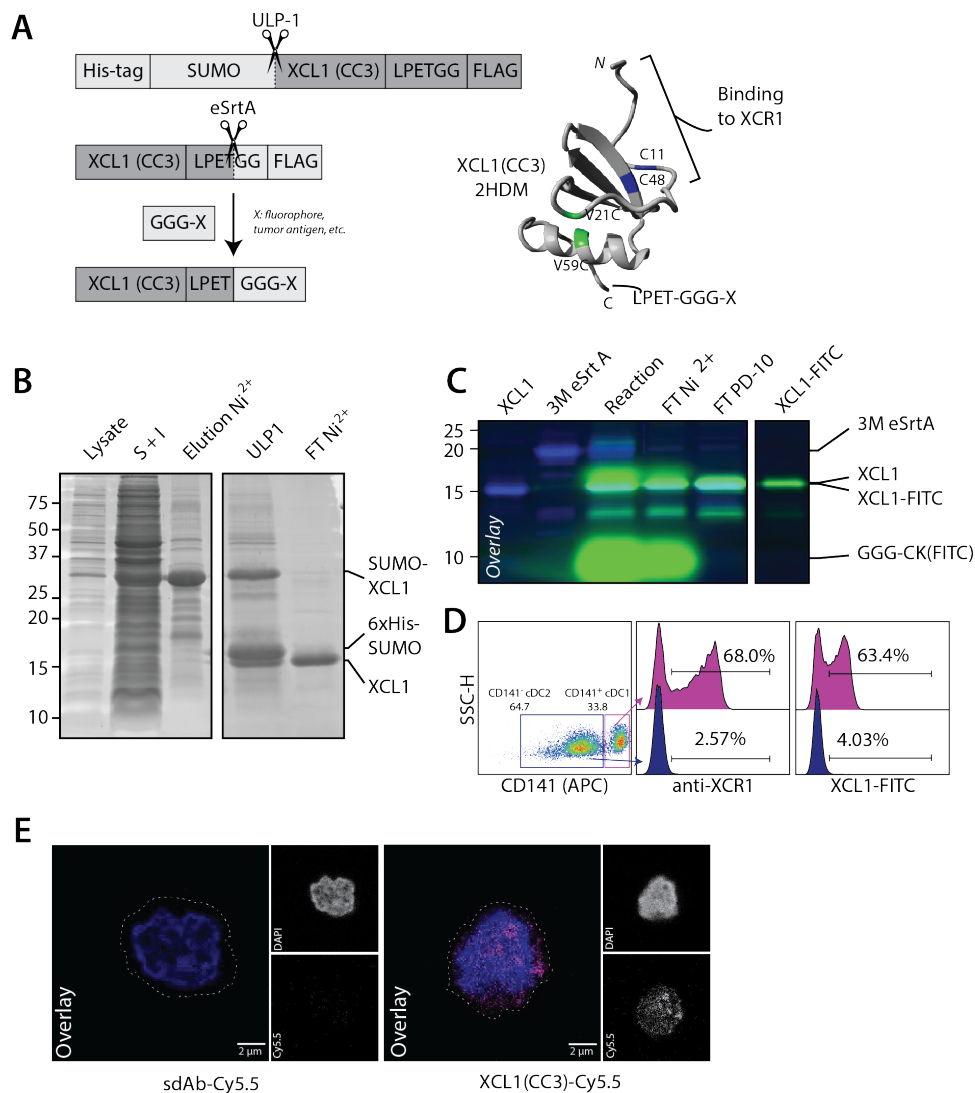 A
ULP-1
His-tag SUMO XCL1 (CC3) LPETGG FLAG
eSrtA
XCL1 (CC3) LPETGG FLAG
GGG-X
X: fluorophore,
tumor antigen, etc.
XCL1 (CC3) LPET GGG-X
N
Binding
to XCR1
XCL1(CC3)
2HDM
C11
C48
V21C
V59C
C
LPET-GGG-X
B
Lysate
S + I
Elution Ni²⁺
ULP1
FT Ni²⁺
75
50
37
25
20
15
10
SUMO-
XCL1
6xHis-
SUMO
XCL1
C
XCL1
3M eSrt A
Reaction
FT Ni 2+
FT PD-10
XCL1-FITC
25
20
15
10
Overlay
3M eSrtA
XCL1
XCL1-FITC
GGG-CK(FITC)
D
SSC-H
CD141⁻ cDC2
64.7
CD141⁺ cDC1
33.8
CD141 (APC)
68.0%
2.57%
anti-XCR1
63.4%
4.03%
XCL1-FITC
E
Overlay
2 µm
DAPI
Cy5.5
sdAb-Cy5.5
Overlay
2 µm
DAPI
Cy5.5
XCL1(CC3)-Cy5.5